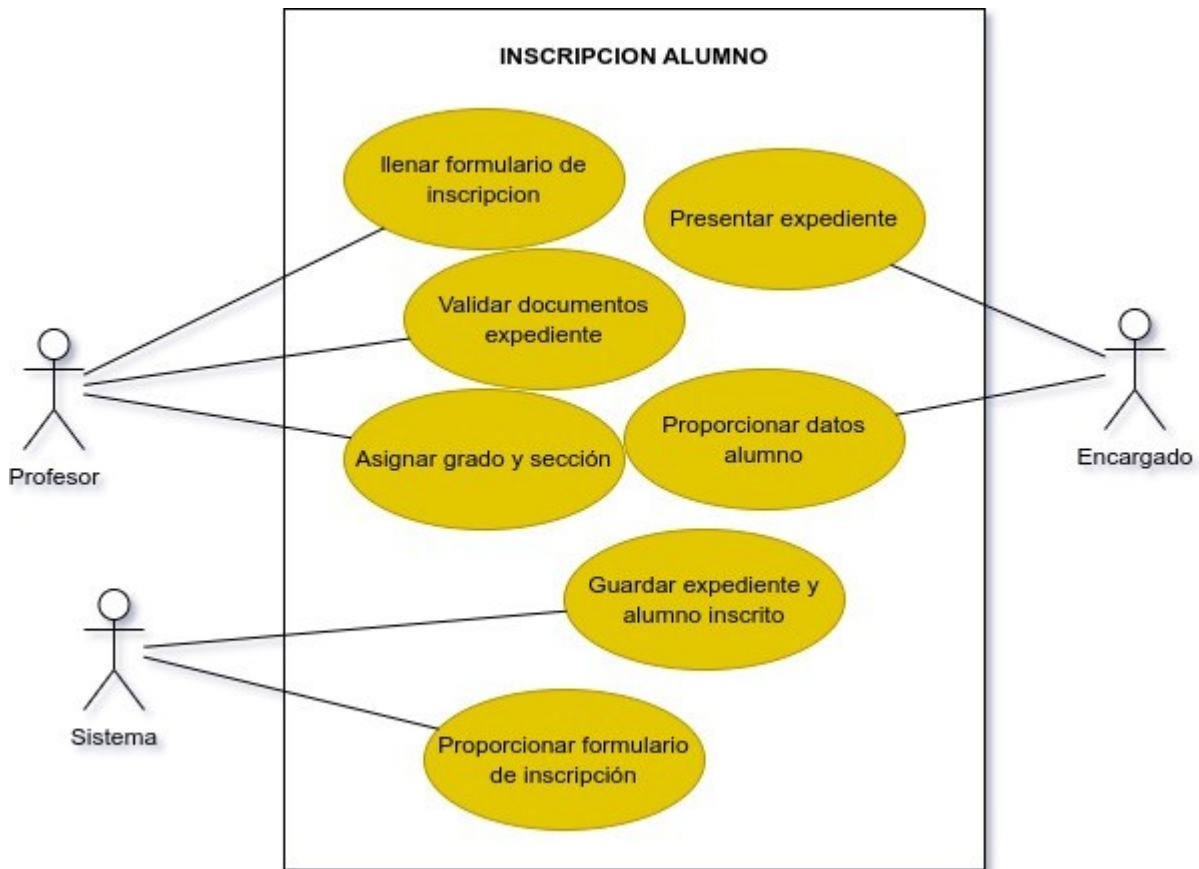 INSCRIPCION ALUMNO
llenar formulario de
inscripcion
Presentar expediente
Validar documentos
expediente
Proporcionar datos
alumno
Asignar grado y sección
Profesor
Encargado
Guardar expediente y
alumno inscrito
Sistema
Proporcionar formulario
de inscripción